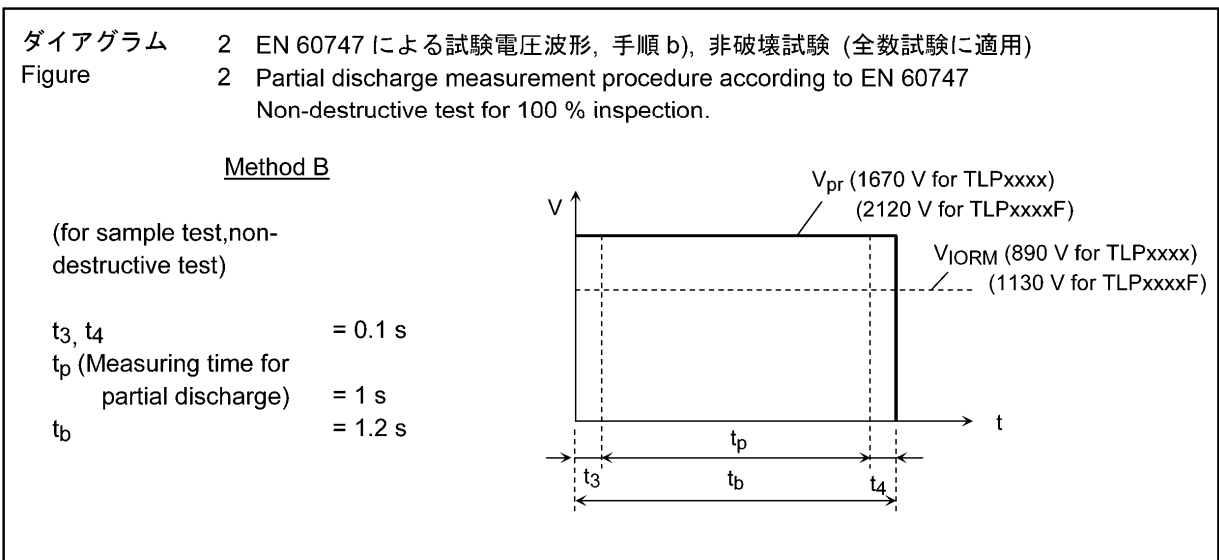 ダイアグラム 2 EN 60747 による試験電圧波形, 手順 b), 非破壊試験 (全数試験に適用)
Figure 2 Partial discharge measurement procedure according to EN 60747
Non-destructive test for 100 % inspection.
Method B
(for sample test,non-
destructive test)
t3, t4 = 0.1 s
tp (Measuring time for
partial discharge) = 1 s
tb = 1.2 s
Vpr (1670 V for TLPxxxx)
(2120 V for TLPxxxxF)
V
VIORM (890 V for TLPxxxx)
(1130 V for TLPxxxxF)
t
tp
t3 tb t4